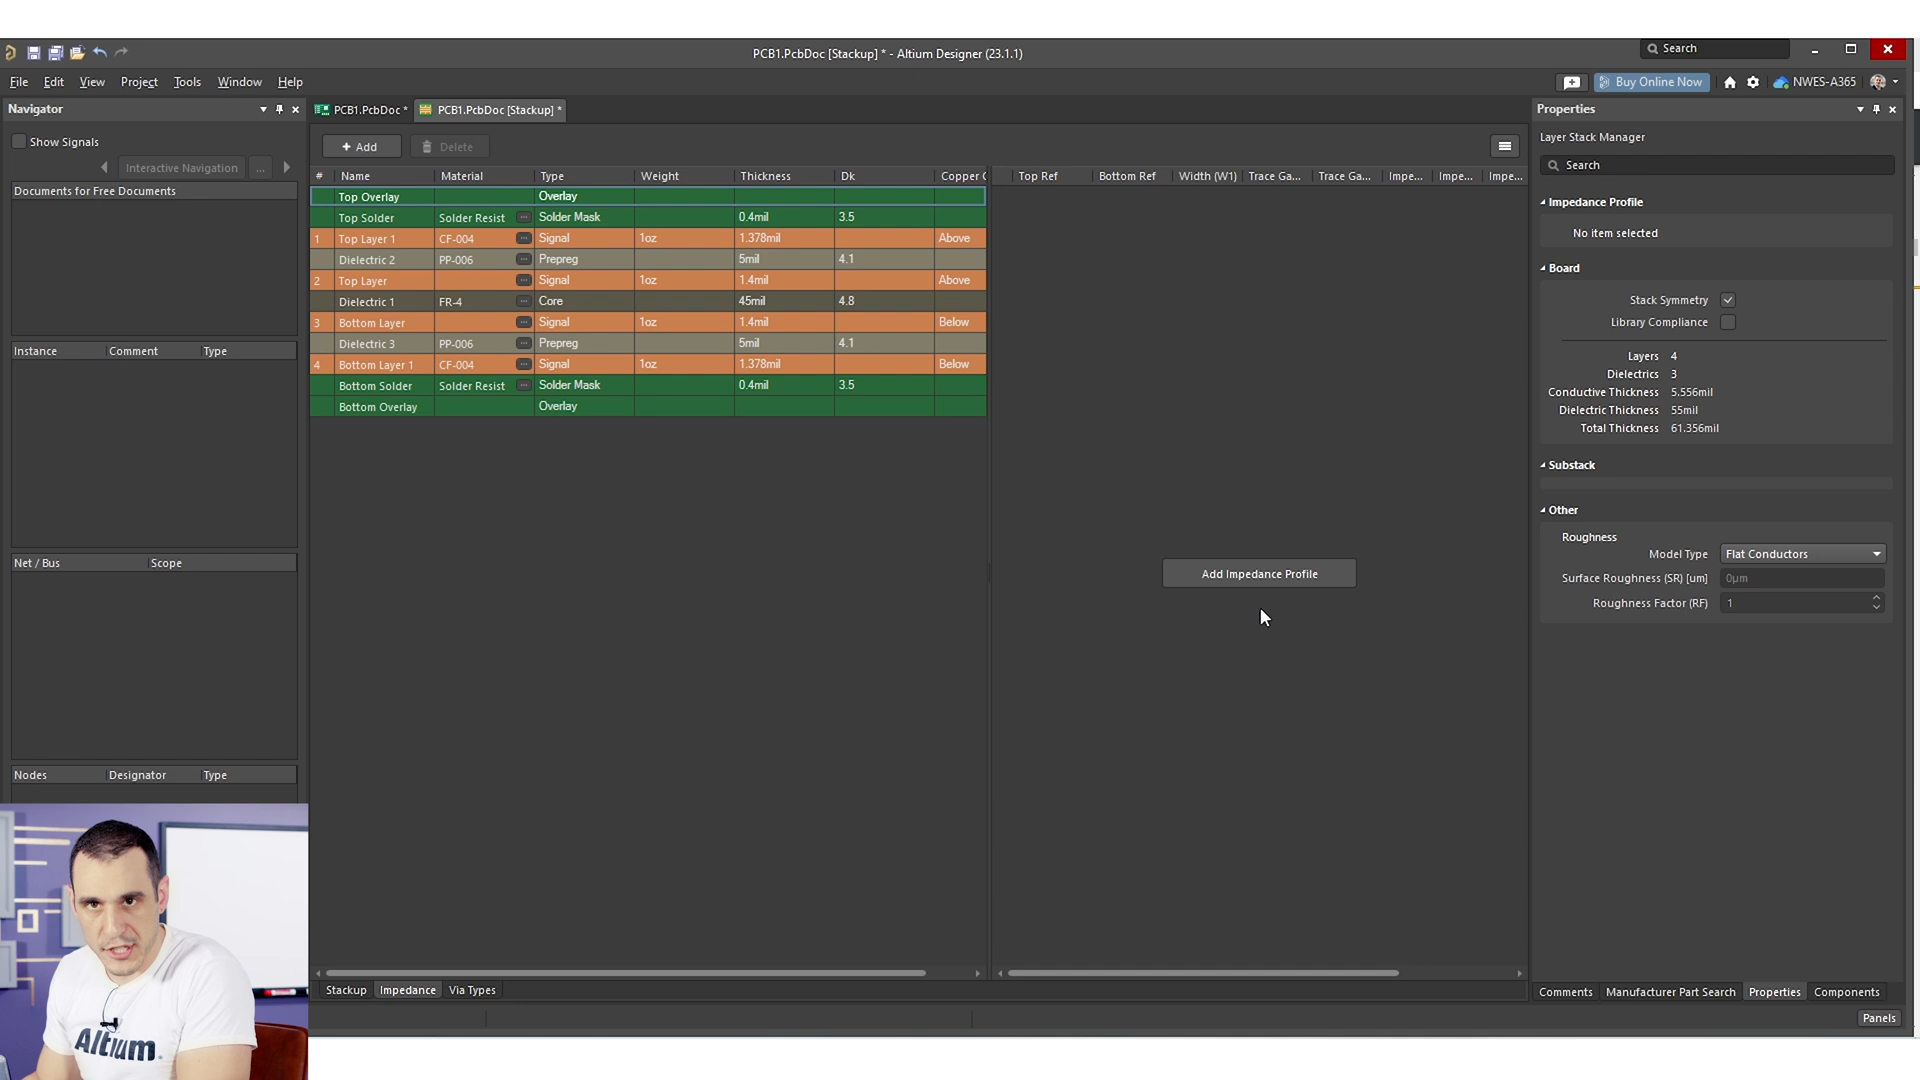 PCB1.PcbDoc [Stackup] * - Altium Designer (23.1.1)
Search
File Edit View Project Tools Window Help
Buy Online Now
NWES-A365
Navigator
PCB1.PcbDoc *
PCB1.PcbDoc [Stackup] *
Properties
Show Signals
Interactive Navigation ...
Documents for Free Documents
+ Add
Delete
Layer Stack Manager
Search
# Name Material Type Weight Thickness Dk Copper O
Top Ref Bottom Ref Width (W1) Trace Ga... Trace Ga... Impe... Impe... Impe...
Top Overlay Overlay
Top Solder Solder Resist ... Solder Mask 0.4mil 3.5
1 Top Layer 1 CF-004 ... Signal 1oz 1.378mil Above
Dielectric 2 PP-006 ... Prepreg 5mil 4.1
2 Top Layer ... Signal 1oz 1.4mil Above
Dielectric 1 FR-4 ... Core 45mil 4.8
3 Bottom Layer ... Signal 1oz 1.4mil Below
Dielectric 3 PP-006 ... Prepreg 5mil 4.1
4 Bottom Layer 1 CF-004 ... Signal 1oz 1.378mil Below
Bottom Solder Solder Resist ... Solder Mask 0.4mil 3.5
Bottom Overlay Overlay
Instance Comment Type
Net / Bus Scope
Nodes Designator Type
Add Impedance Profile
Impedance Profile
No item selected
Board
Stack Symmetry
Library Compliance
Layers 4
Dielectrics 3
Conductive Thickness 5.556mil
Dielectric Thickness 55mil
Total Thickness 61.356mil
Substack
Other
Roughness
Model Type Flat Conductors
Surface Roughness (SR) [um] 0µm
Roughness Factor (RF) 1
Stackup Impedance Via Types
Comments Manufacturer Part Search Properties Components
Panels
Altium.